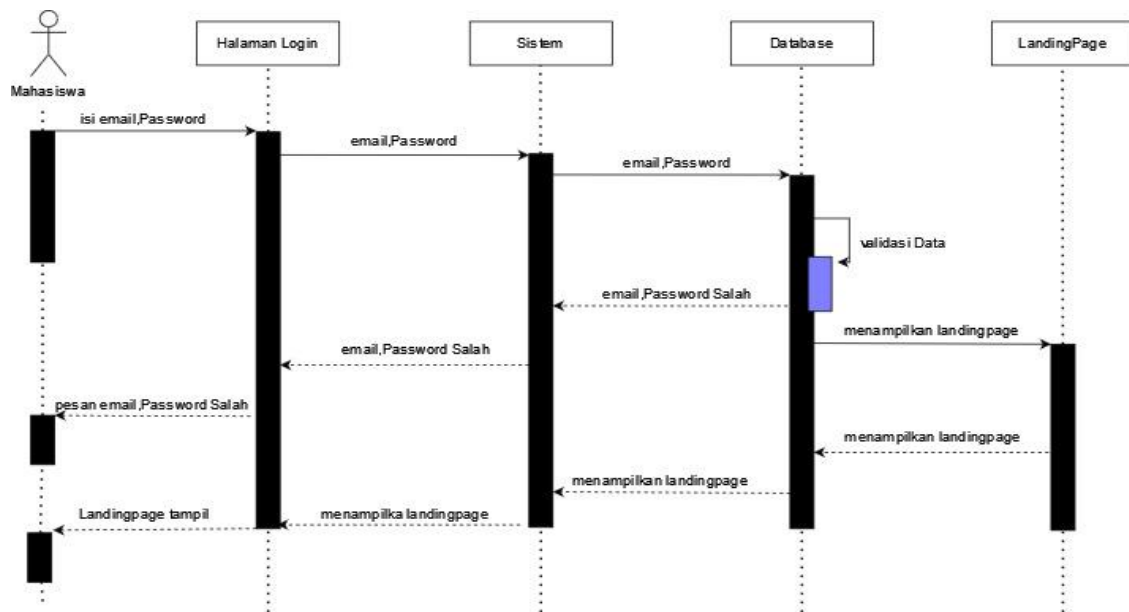 Mahasiswa
Halaman Login
Sistem
Database
LandingPage
isi email,Password
email,Password
email,Password
validasi Data
email,Password Salah
menampilkan landingpage
email,Password Salah
pesan email,Password Salah
menampilkan landingpage
menampilkan landingpage
Landingpage tampil
menampilka landingpage